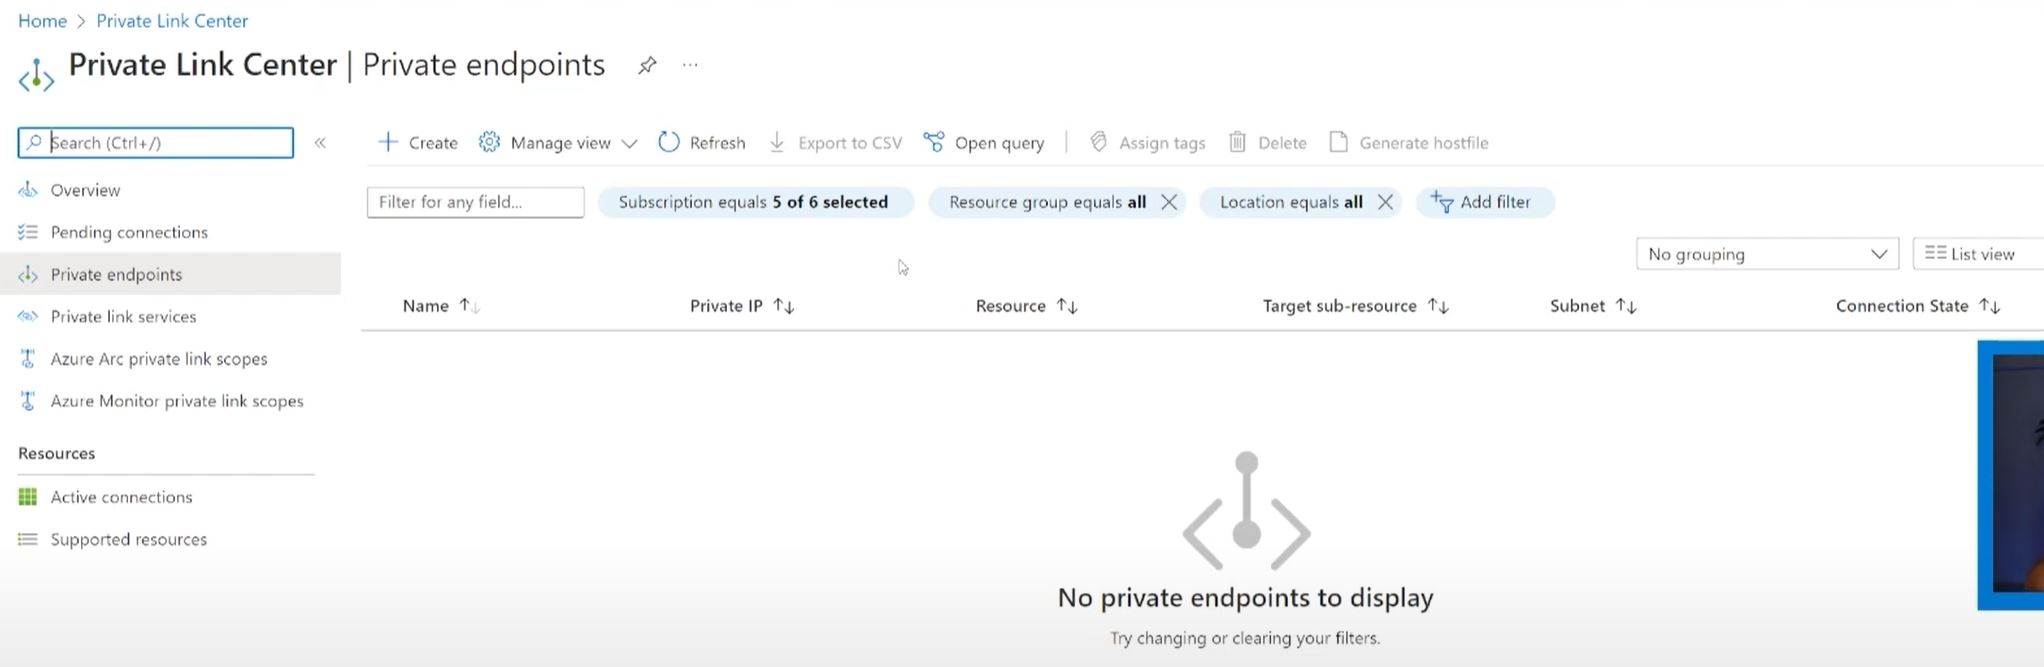 Home > Private Link Center
Private Link Center | Private endpoints ...
Search (Ctrl+/) «
Overview
Pending connections
Private endpoints
Private link services
Azure Arc private link scopes
Azure Monitor private link scopes
Resources
Active connections
Supported resources
+ Create Manage view Refresh Export to CSV Open query | Assign tags Delete Generate hostfile
Filter for any field... Subscription equals 5 of 6 selected Resource group equals all Location equals all Add filter
No grouping List view
Name ↑↓ Private IP ↑↓ Resource ↑↓ Target sub-resource ↑↓ Subnet ↑↓ Connection State ↑↓
No private endpoints to display
Try changing or clearing your filters.